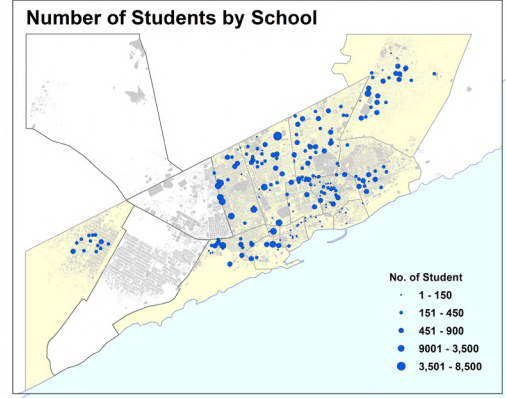 Number of Students by School
No. of Student
1 - 150
151 - 450
451 - 900
9001 - 3,500
3,501 - 8,500